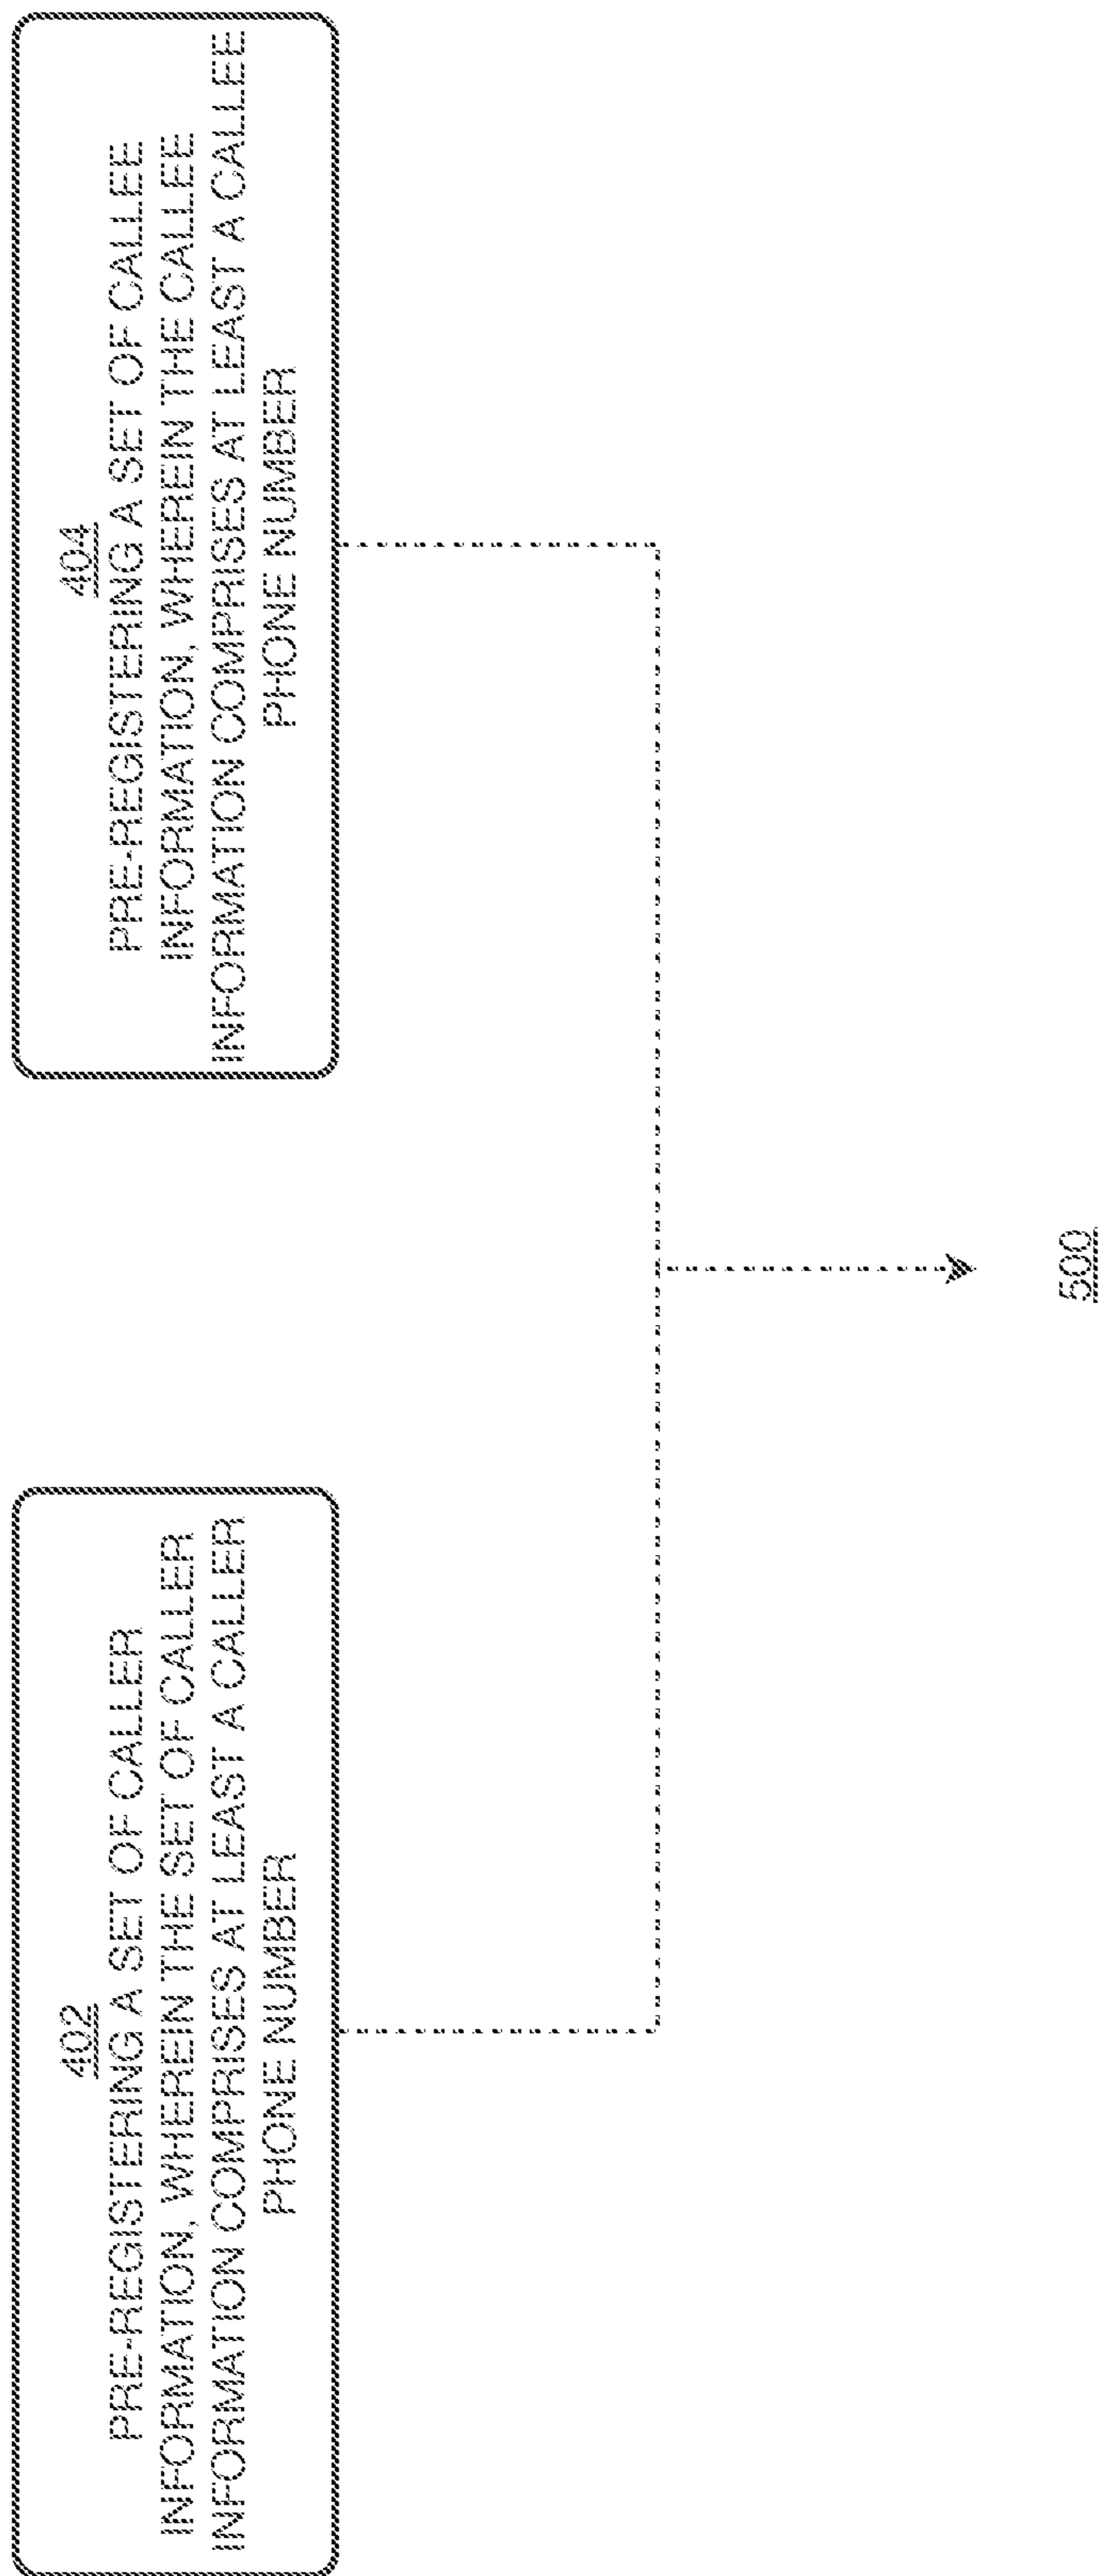 402
PRE-REGISTERING A SET OF CALLER
INFORMATION, WHEREIN THE SET OF CALLER
INFORMATION COMPRISES AT LEAST A CALLER
PHONE NUMBER
404
PRE-REGISTERING A SET OF CALLEE
INFORMATION, WHEREIN THE CALLEE
INFORMATION COMPRISES AT LEAST A CALLEE
PHONE NUMBER
500